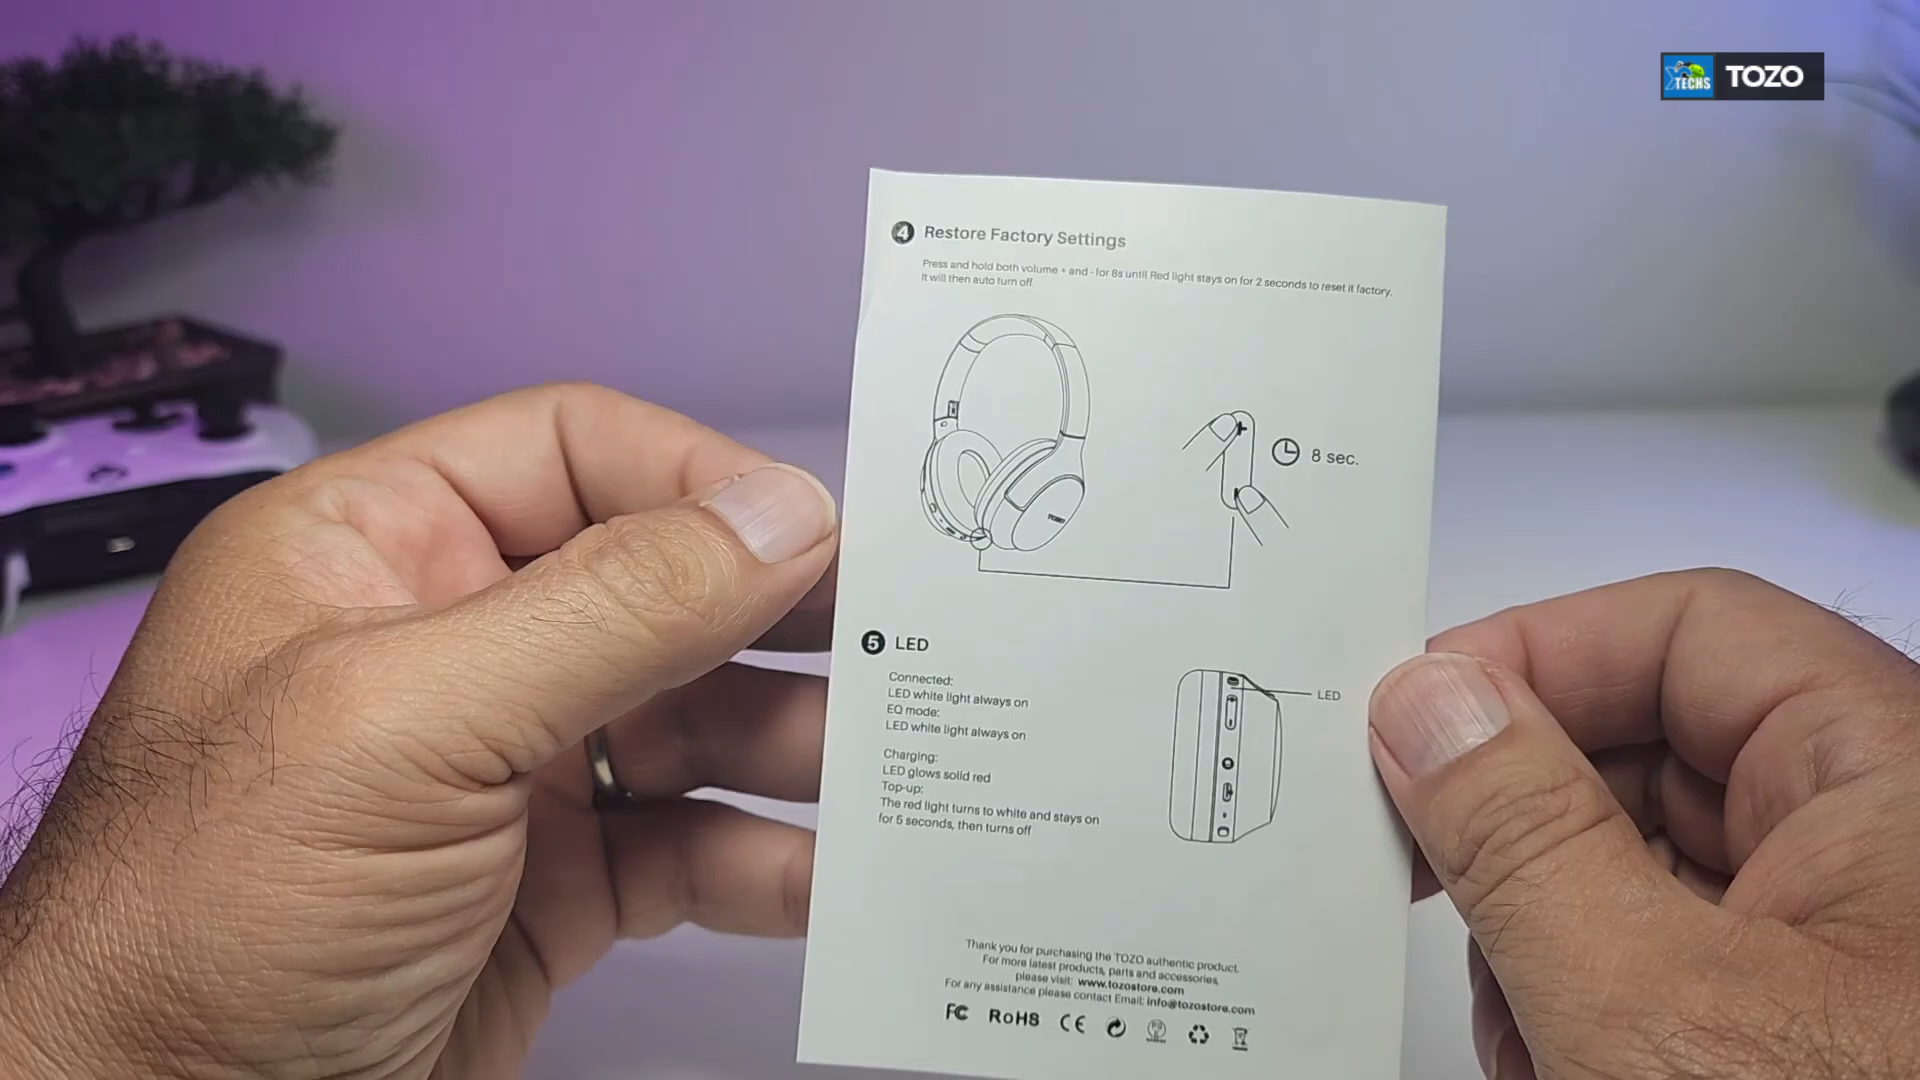 TECHS TOZO
4 Restore Factory Settings
Press and hold both volume + and - for 8s until Red light stays on for 2 seconds to reset it factory.
It will then auto turn off.
+
8 sec.
TOZO
5 LED
Connected:
LED white light always on
EQ mode:
LED white light always on
LED
Charging:
LED glows solid red
Top-up:
The red light turns to white and stays on
for 5 seconds, then turns off
Thank you for purchasing the TOZO authentic product.
For more latest products, parts and accessories,
please visit: www.tozostore.com
For any assistance please contact Email: info@tozostore.com
FC RoHS CE